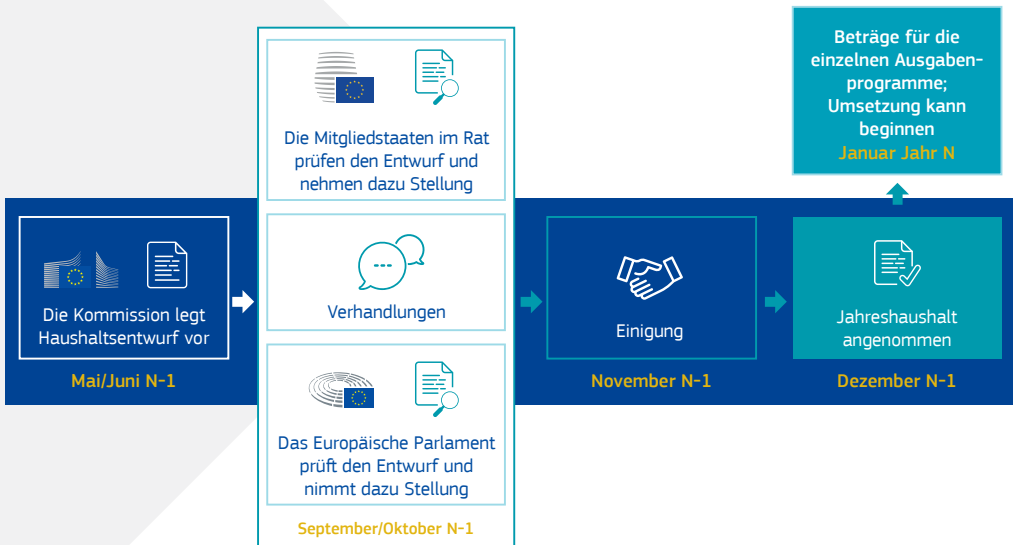 Die Kommission legt
Haushaltsentwurf vor
Mai/Juni N-1
Die Mitgliedstaaten im Rat
prüfen den Entwurf und
nehmen dazu Stellung
Verhandlungen
Das Europäische Parlament
prüft den Entwurf und
nimmt dazu Stellung
September/Oktober N-1
Einigung
November N-1
Jahreshaushalt
angenommen
Dezember N-1
Beträge für die
einzelnen Ausgaben-
programme;
Umsetzung kann
beginnen
Januar Jahr N